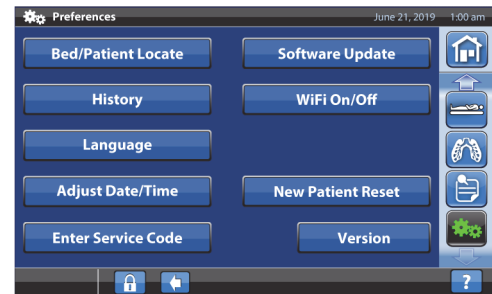 Preferences June 21, 2019 1:00 am
Bed/Patient Locate Software Update
History WiFi On/Off
Language
Adjust Date/Time New Patient Reset
Enter Service Code Version
?